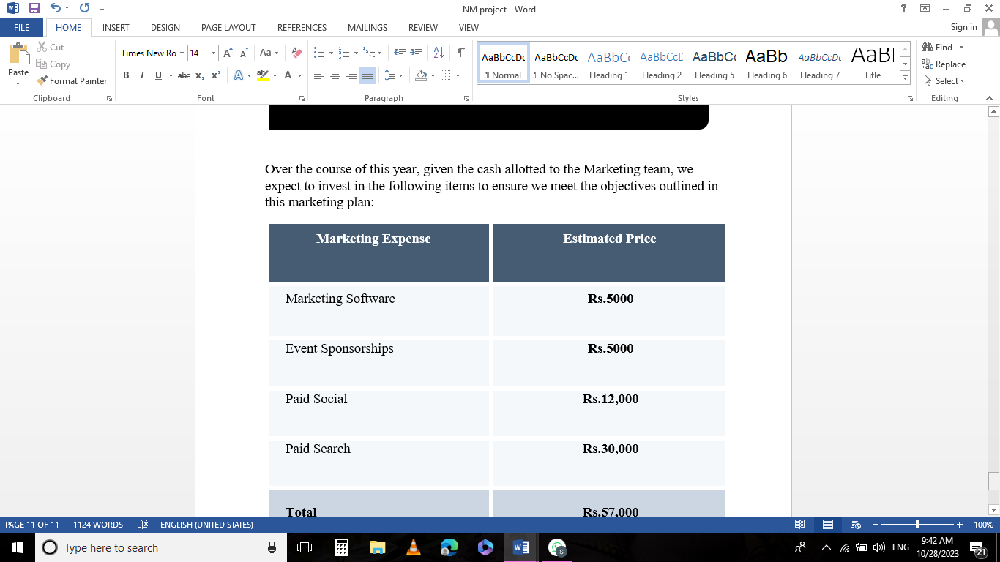 NM project - Word
FILE HOME INSERT DESIGN PAGE LAYOUT REFERENCES MAILINGS REVIEW VIEW Sign in
Paste
Cut
Copy
Format Painter
Clipboard
Times New Ro 14
Font
Paragraph
AaBbCcDc AaBbCcDc AaBbC( AaBbCcD AaBbC( AaBb AaBbCcDc AaBl
¶ Normal ¶ No Spac... Heading 1 Heading 2 Heading 5 Heading 6 Heading 7 Title
Styles
Find
Replace
Select
Editing
Over the course of this year, given the cash allotted to the Marketing team, we
expect to invest in the following items to ensure we meet the objectives outlined in
this marketing plan:
Marketing Expense Estimated Price
Marketing Software Rs.5000
Event Sponsorships Rs.5000
Paid Social Rs.12,000
Paid Search Rs.30,000
Total Rs.57,000
PAGE 11 OF 11 1124 WORDS ENGLISH (UNITED STATES) 100%
Type here to search
ENG
9:42 AM
10/28/2023
21